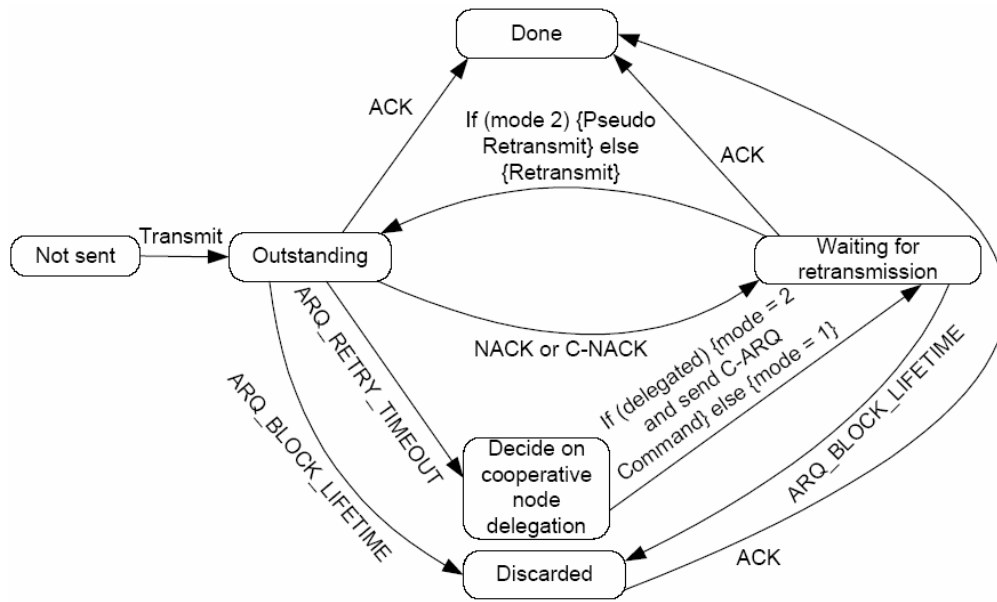 Done
ACK
If (mode 2) {Pseudo
Retransmit} else
{Retransmit}
ACK
Not sent
Transmit
Outstanding
Waiting for
retransmission
NACK or C-NACK
ARQ_RETRY_TIMEOUT
ARQ_BLOCK_LIFETIME
If (delegated) {mode = 2
and send C-ARQ
Command} else {mode = 1}
ARQ_BLOCK_LIFETIME
Decide on
cooperative
node
delegation
Discarded
ACK